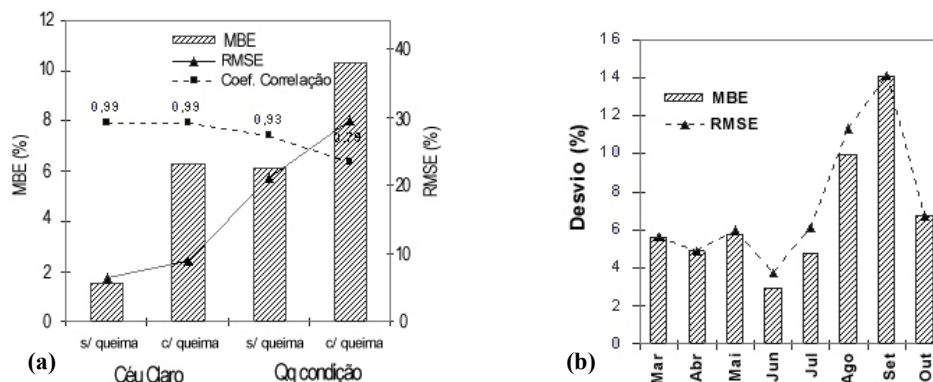 12
10
8
6
4
2
0
MBE (%)
MBE
RMSE
Coef. Correlação
0,99
0,99
0,93
0,79
40
30
20
10
0
RMSE (%)
s/ queima
c/ queima
s/ queima
c/ queima
Céu Claro
Qq condição
(a)
16
14
12
10
8
6
4
2
0
Desvio (%)
MBE
RMSE
Mar
Abr
Mai
Jun
Jul
Ago
Set
Out
(b)